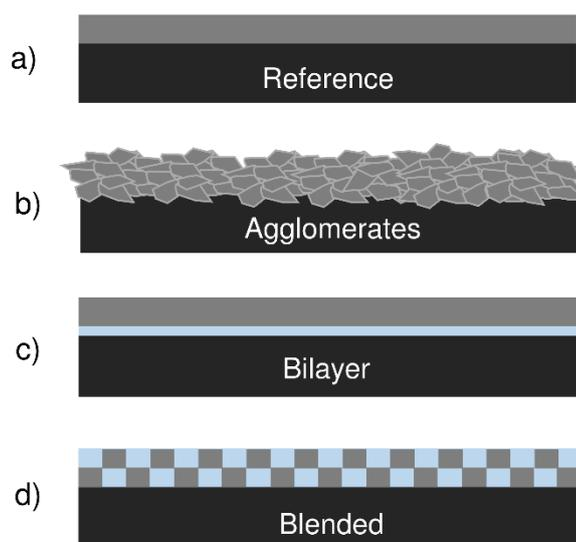 a)
Reference
b)
Agglomerates
c)
Bilayer
d)
Blended